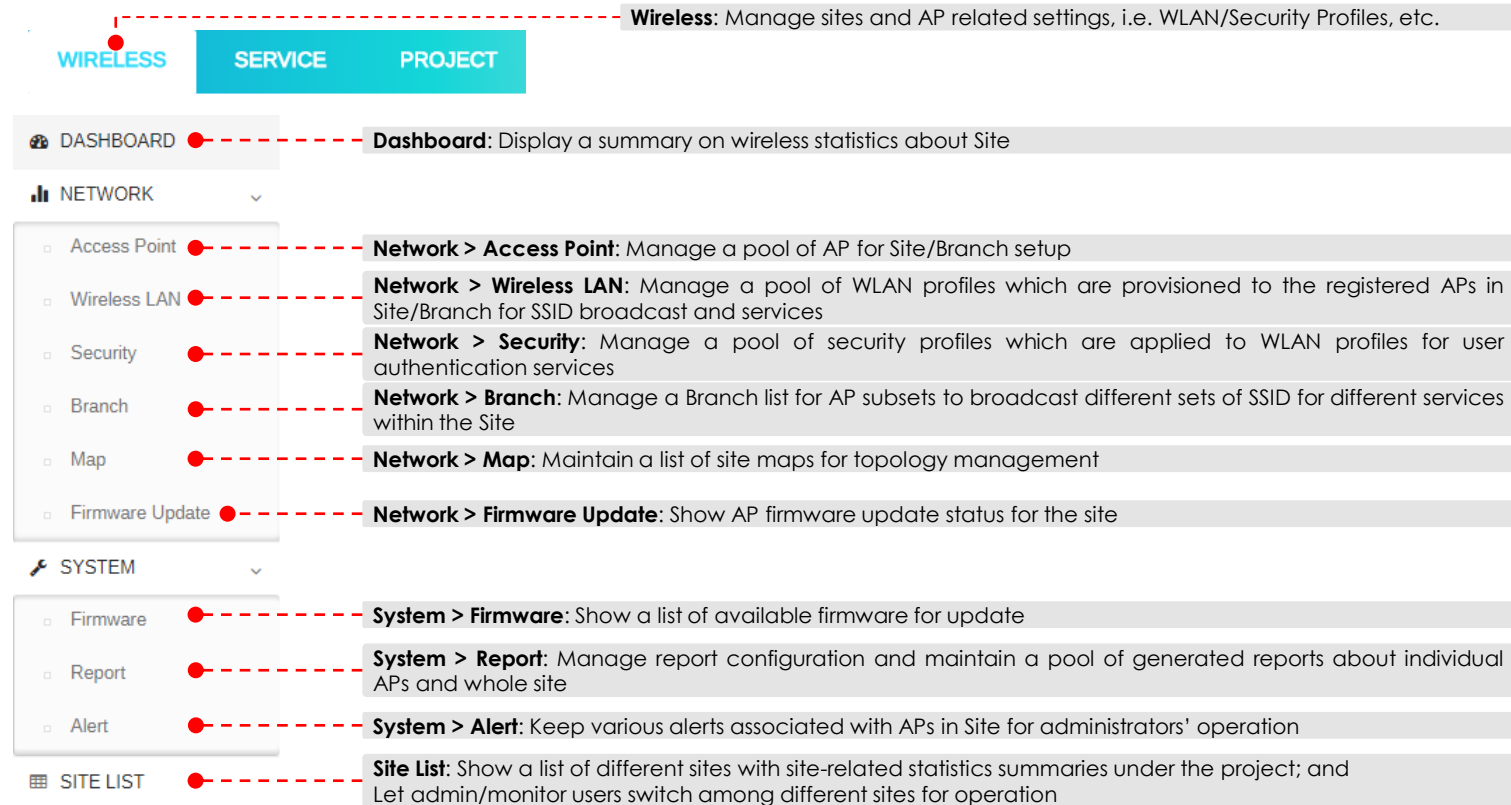 Wireless: Manage sites and AP related settings, i.e. WLAN/Security Profiles, etc.
WIRELESS SERVICE PROJECT
DASHBOARD
Dashboard: Display a summary on wireless statistics about Site
NETWORK
Access Point
Network > Access Point: Manage a pool of AP for Site/Branch setup
Wireless LAN
Network > Wireless LAN: Manage a pool of WLAN profiles which are provisioned to the registered APs in
Site/Branch for SSID broadcast and services
Security
Network > Security: Manage a pool of security profiles which are applied to WLAN profiles for user
authentication services
Branch
Network > Branch: Manage a Branch list for AP subsets to broadcast different sets of SSID for different services
within the Site
Map
Network > Map: Maintain a list of site maps for topology management
Firmware Update
Network > Firmware Update: Show AP firmware update status for the site
SYSTEM
Firmware
System > Firmware: Show a list of available firmware for update
Report
System > Report: Manage report configuration and maintain a pool of generated reports about individual
APs and whole site
Alert
System > Alert: Keep various alerts associated with APs in Site for administrators’ operation
SITE LIST
Site List: Show a list of different sites with site-related statistics summaries under the project; and
Let admin/monitor users switch among different sites for operation